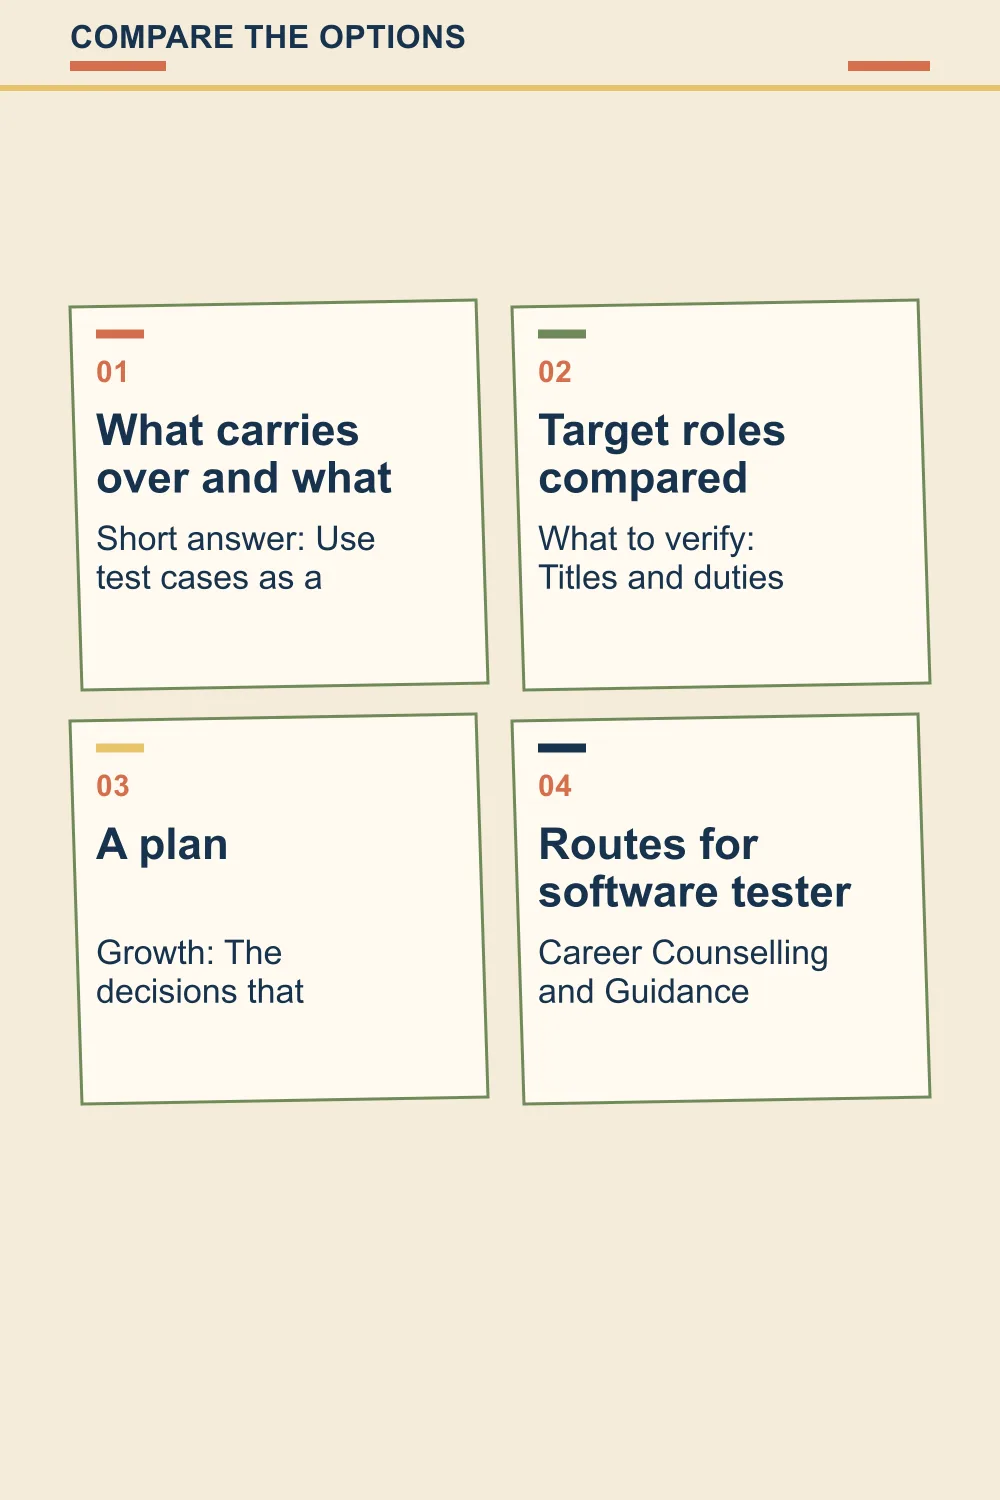 COMPARE THE OPTIONS
01
What carries
over and what
Short answer: Use
test cases as a
02
Target roles
compared
What to verify:
Titles and duties
03
A plan
Growth: The
decisions that
04
Routes for
software tester
Career Counselling
and Guidance